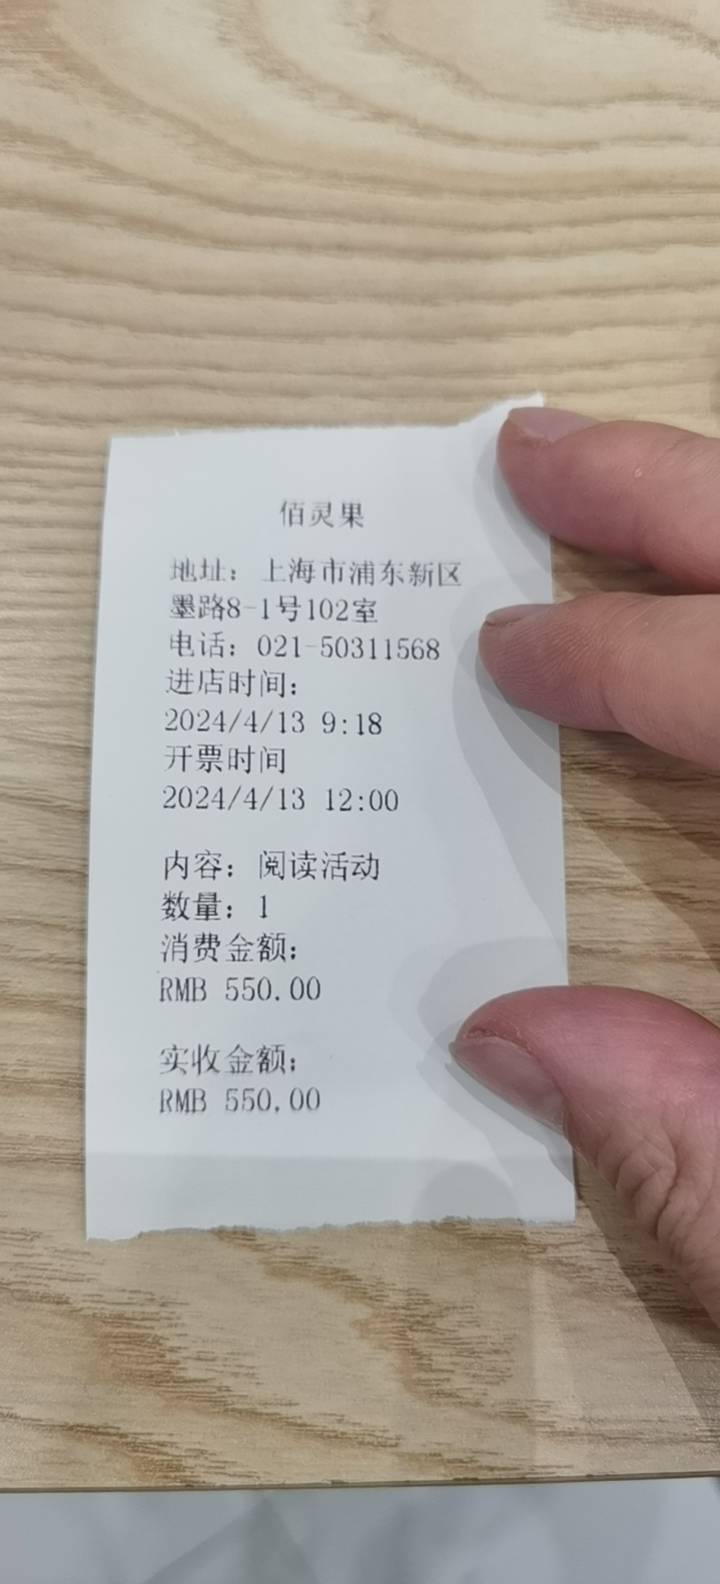 佰灵果
地址：上海市浦东新区
墨路8-1号102室
电话：021-50311568
进店时间：
2024/4/13 9:18
开票时间
2024/4/13 12:00
内容：阅读活动
数量：1
消费金额：
RMB 550.00
实收金额：
RMB 550.00